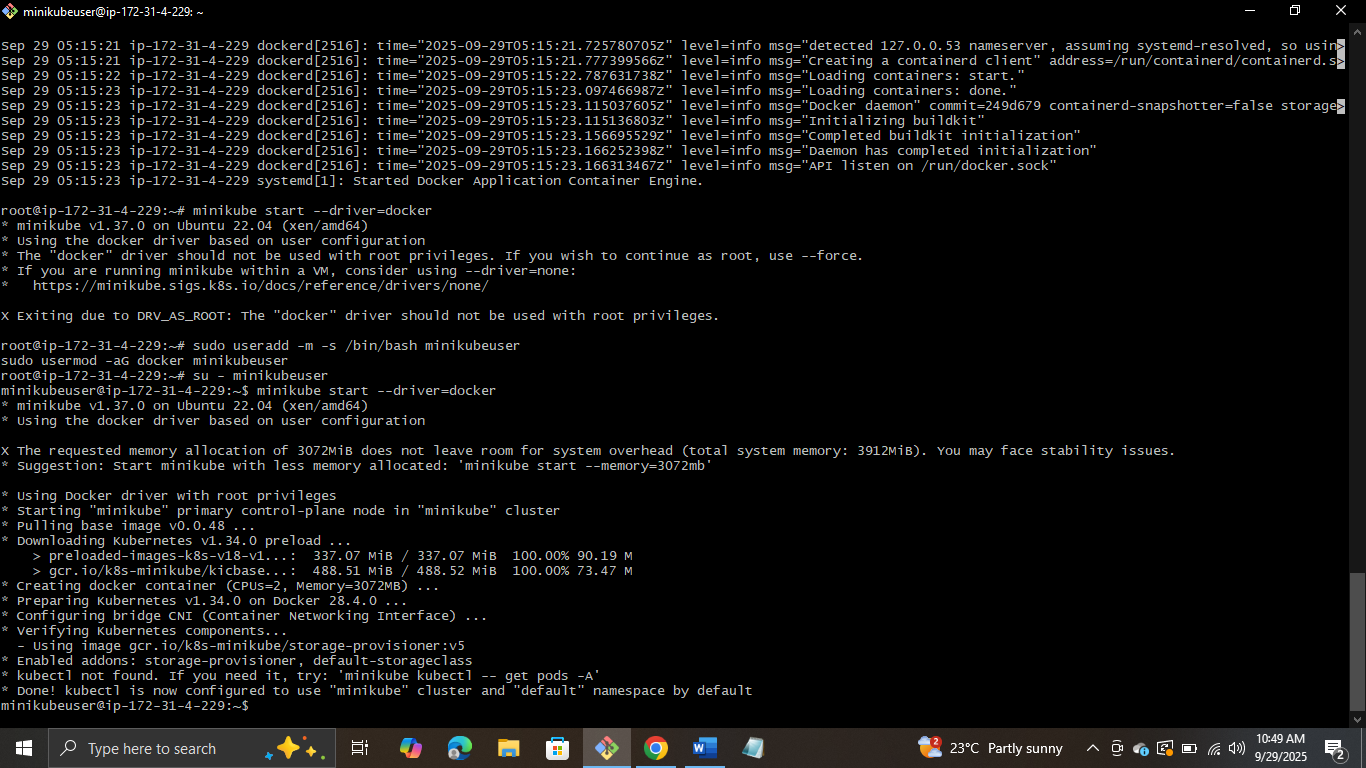 minikubeuser@ip-172-31-4-229: ~
Sep 29 05:15:21 ip-172-31-4-229 dockerd[2516]: time="2025-09-29T05:15:21.725780705Z" level=info msg="detected 127.0.0.53 nameserver, assuming systemd-resolved, so usin>
Sep 29 05:15:21 ip-172-31-4-229 dockerd[2516]: time="2025-09-29T05:15:21.777399566Z" level=info msg="Creating a containerd client" address=/run/containerd/containerd.s>
Sep 29 05:15:22 ip-172-31-4-229 dockerd[2516]: time="2025-09-29T05:15:22.787631738Z" level=info msg="Loading containers: start."
Sep 29 05:15:23 ip-172-31-4-229 dockerd[2516]: time="2025-09-29T05:15:23.097466987Z" level=info msg="Loading containers: done."
Sep 29 05:15:23 ip-172-31-4-229 dockerd[2516]: time="2025-09-29T05:15:23.115037605Z" level=info msg="Docker daemon" commit=249d679 containerd-snapshotter=false storage>
Sep 29 05:15:23 ip-172-31-4-229 dockerd[2516]: time="2025-09-29T05:15:23.115136803Z" level=info msg="Initializing buildkit"
Sep 29 05:15:23 ip-172-31-4-229 dockerd[2516]: time="2025-09-29T05:15:23.156695529Z" level=info msg="Completed buildkit initialization"
Sep 29 05:15:23 ip-172-31-4-229 dockerd[2516]: time="2025-09-29T05:15:23.166252398Z" level=info msg="Daemon has completed initialization"
Sep 29 05:15:23 ip-172-31-4-229 dockerd[2516]: time="2025-09-29T05:15:23.166313467Z" level=info msg="API listen on /run/docker.sock"
Sep 29 05:15:23 ip-172-31-4-229 systemd[1]: Started Docker Application Container Engine.
root@ip-172-31-4-229:~# minikube start --driver=docker
* minikube v1.37.0 on Ubuntu 22.04 (xen/amd64)
* Using the docker driver based on user configuration
* The "docker" driver should not be used with root privileges. If you wish to continue as root, use --force.
* If you are running minikube within a VM, consider using --driver=none:
*   https://minikube.sigs.k8s.io/docs/reference/drivers/none/
X Exiting due to DRV_AS_ROOT: The "docker" driver should not be used with root privileges.
root@ip-172-31-4-229:~# sudo useradd -m -s /bin/bash minikubeuser
sudo usermod -aG docker minikubeuser
root@ip-172-31-4-229:~# su - minikubeuser
minikubeuser@ip-172-31-4-229:~$ minikube start --driver=docker
* minikube v1.37.0 on Ubuntu 22.04 (xen/amd64)
* Using the docker driver based on user configuration
X The requested memory allocation of 3072MiB does not leave room for system overhead (total system memory: 3912MiB). You may face stability issues.
* Suggestion: Start minikube with less memory allocated: 'minikube start --memory=3072mb'
* Using Docker driver with root privileges
* Starting "minikube" primary control-plane node in "minikube" cluster
* Pulling base image v0.0.48 ...
* Downloading Kubernetes v1.34.0 preload ...
    > preloaded-images-k8s-v18-v1...:  337.07 MiB / 337.07 MiB  100.00% 90.19 M
    > gcr.io/k8s-minikube/kicbase...:  488.51 MiB / 488.52 MiB  100.00% 73.47 M
* Creating docker container (CPUs=2, Memory=3072MB) ...
* Preparing Kubernetes v1.34.0 on Docker 28.4.0 ...
* Configuring bridge CNI (Container Networking Interface) ...
* Verifying Kubernetes components...
  - Using image gcr.io/k8s-minikube/storage-provisioner:v5
* Enabled addons: storage-provisioner, default-storageclass
* kubectl not found. If you need it, try: 'minikube kubectl -- get pods -A'
* Done! kubectl is now configured to use "minikube" cluster and "default" namespace by default
minikubeuser@ip-172-31-4-229:~$
Type here to search
2
23°C Partly sunny
10:49 AM
9/29/2025
2